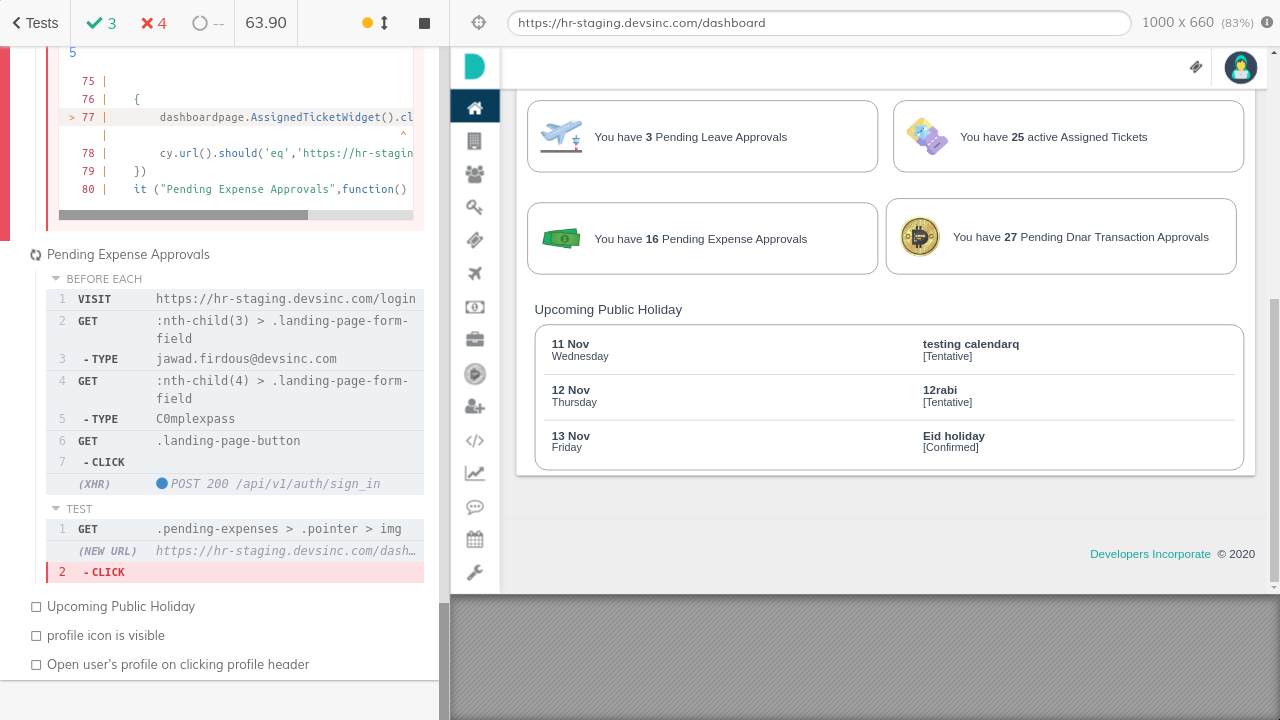 Tests
3
4
--
63.90
https://hr-staging.devsinc.com/dashboard
1000 x 660 (83%)
5
75 |
76 | {
> 77 | dashboardpage.AssignedTicketWidget().cl
| ^
78 | cy.url().should('eq','https://hr-stagin
79 | })
80 | it ("Pending Expense Approvals",function()
Pending Expense Approvals
BEFORE EACH
1 VISIT https://hr-staging.devsinc.com/login
2 GET :nth-child(3) > .landing-page-form-
field
3 -TYPE jawad.firdous@devsinc.com
4 GET :nth-child(4) > .landing-page-form-
field
5 -TYPE C0mplexpass
6 GET .landing-page-button
7 -CLICK
(XHR) POST 200 /api/v1/auth/sign_in
TEST
1 GET .pending-expenses > .pointer > img
(NEW URL) https://hr-staging.devsinc.com/dash…
2 -CLICK
Upcoming Public Holiday
profile icon is visible
Open user's profile on clicking profile header
You have 3 Pending Leave Approvals
You have 25 active Assigned Tickets
You have 16 Pending Expense Approvals
You have 27 Pending Dnar Transaction Approvals
Upcoming Public Holiday
11 Nov testing calendarq
Wednesday [Tentative]
12 Nov 12rabi
Thursday [Tentative]
13 Nov Eid holiday
Friday [Confirmed]
Developers Incorporate © 2020